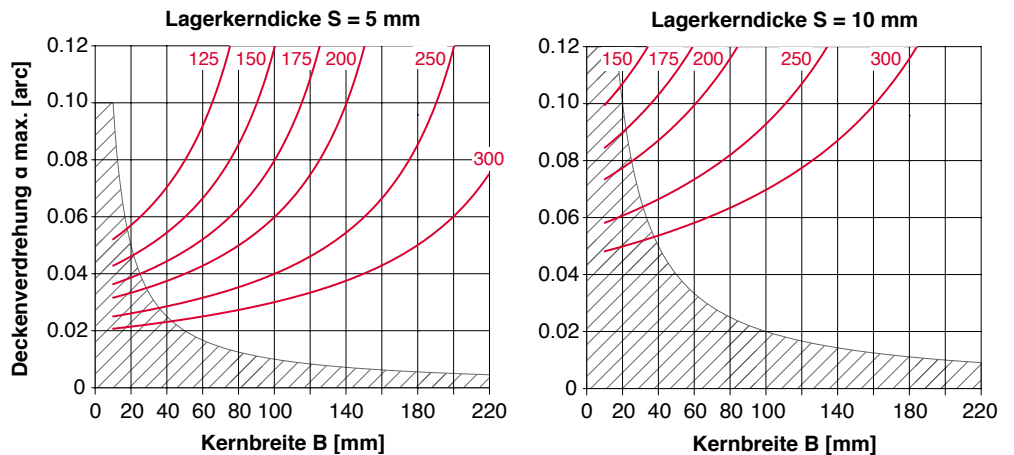 Lagerkerndicke S = 5 mm
Deckenverdrehung α max. [arc]
0.12
0.10
0.08
0.06
0.04
0.02
0
125 150 175 200 250
300
0 20 40 60 80 100 140 180 220
Kernbreite B [mm]
Lagerkerndicke S = 10 mm
0.12
0.10
0.08
0.06
0.04
0.02
0
150 175 200 250 300
0 20 40 60 80 100 140 180 220
Kernbreite B [mm]